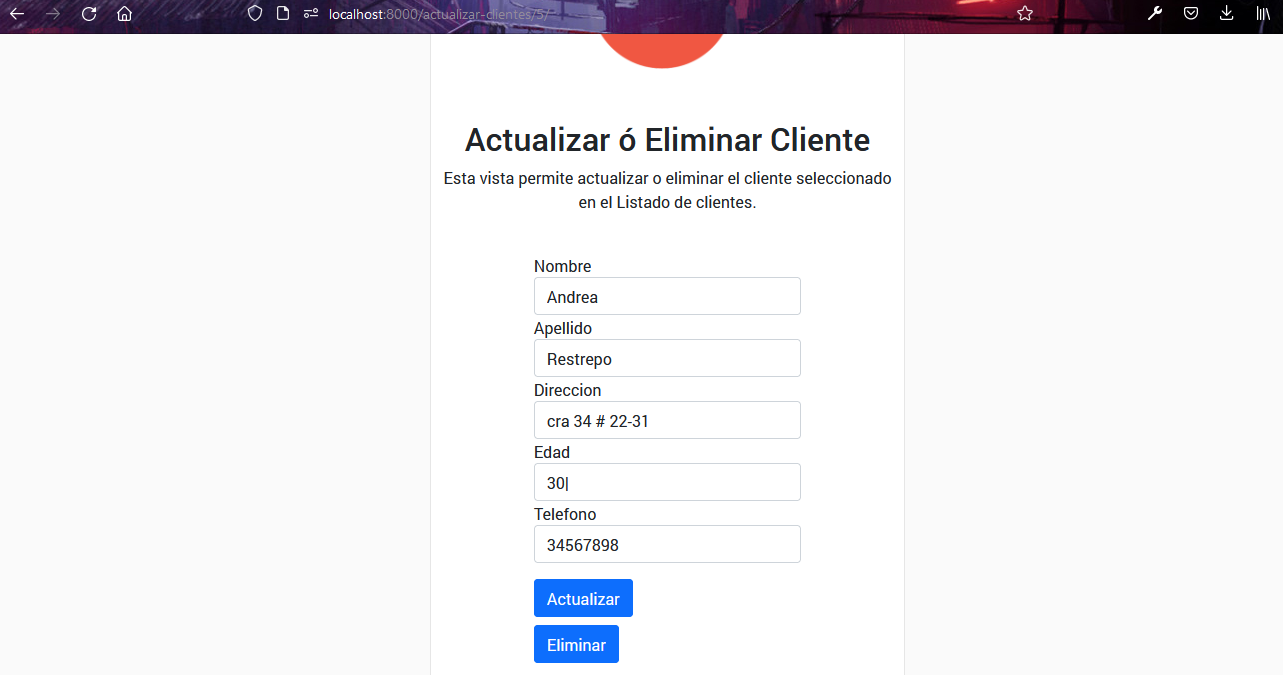 localhost:8000/actualizar-clientes/5/
Actualizar ó Eliminar Cliente
Esta vista permite actualizar o eliminar el cliente seleccionado
en el Listado de clientes.
Nombre
Andrea
Apellido
Restrepo
Direccion
cra 34 # 22-31
Edad
30
Telefono
34567898
Actualizar
Eliminar